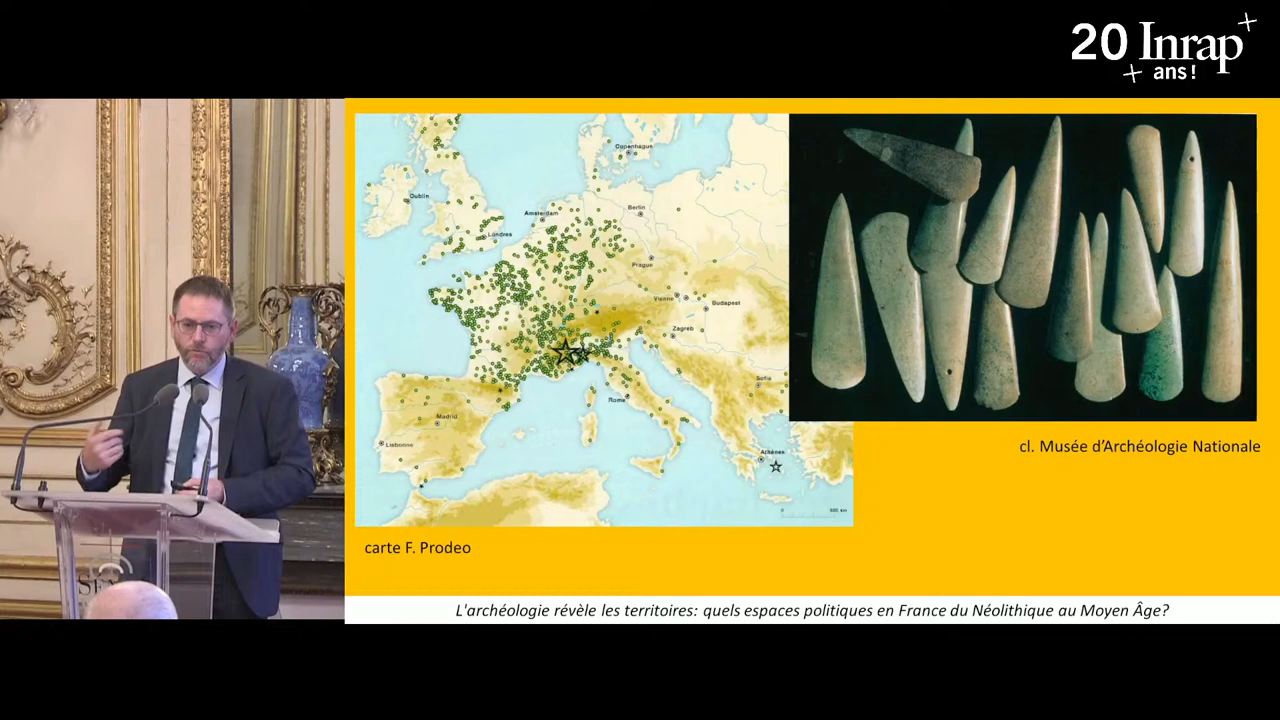 20 Inrap
ans!
Copenhague
Dublin
Amsterdam
Berlin
Londres
Prague
Vienne
Budapest
Zagreb
Sofia
Rome
Madrid
Lisbonne
Athènes
cl. Musée d'Archéologie Nationale
carte F. Prodeo
L'archéologie révèle les territoires: quels espaces politiques en France du Néolithique au Moyen Âge?